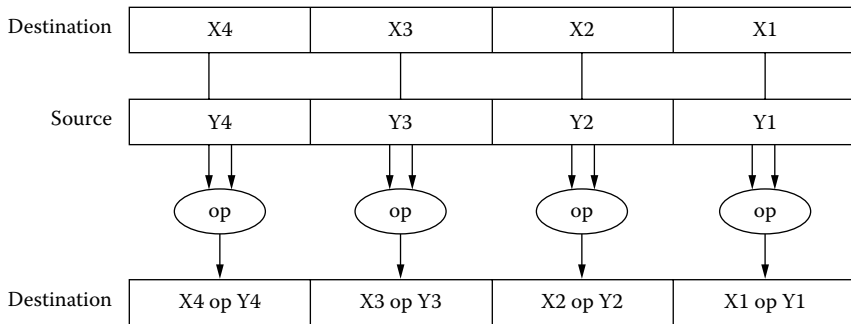 Destination X4 X3 X2 X1
Source Y4 Y3 Y2 Y1
op op op op
Destination X4 op Y4 X3 op Y3 X2 op Y2 X1 op Y1